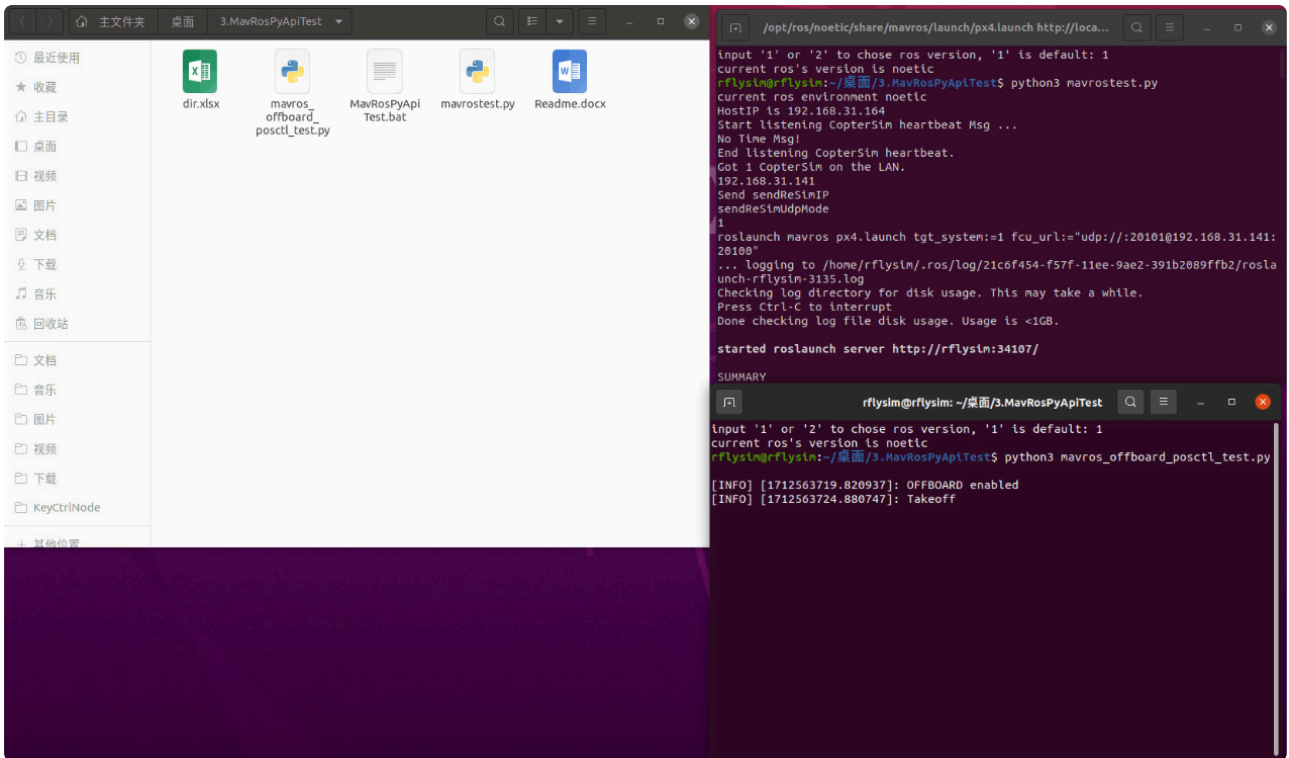 主文件夹 桌面 3.MavRosPyApiTest
最近使用
收藏
主目录
桌面
视频
图片
文档
下载
音乐
回收站
文档
音乐
图片
视频
下载
KeyCtrlNode
其他位置
dir.xlsx
mavros_
offboard_
posctl_test.py
MavRosPyApi
Test.bat
mavrostest.py
Readme.docx
/opt/ros/noetic/share/mavros/launch/px4.launch http://loca...
input '1' or '2' to chose ros version, '1' is default: 1
current ros's version is noetic
rflysim@rflysim:~/桌面/3.MavRosPyApiTest$ python3 mavrostest.py
current ros environment noetic
HostIP is 192.168.31.164
Start listening CopterSim heartbeat Msg ...
No Time Msg!
End listening CopterSim heartbeat.
Got 1 CopterSim on the LAN.
192.168.31.141
Send sendReSimIP
sendReSimUdpMode
1
roslaunch mavros px4.launch tgt_system:=1 fcu_url:="udp://:20101@192.168.31.141:
20100"
... logging to /home/rflysim/.ros/log/21c6f454-f57f-11ee-9ae2-391b2089ffb2/rosla
unch-rflysim-3135.log
Checking log directory for disk usage. This may take a while.
Press Ctrl-C to interrupt
Done checking log file disk usage. Usage is <1GB.
started roslaunch server http://rflysim:34107/
SUMMARY
rflysim@rflysim: ~/桌面/3.MavRosPyApiTest
input '1' or '2' to chose ros version, '1' is default: 1
current ros's version is noetic
rflysim@rflysim:~/桌面/3.MavRosPyApiTest$ python3 mavros_offboard_posctl_test.py
[INFO] [1712563719.820937]: OFFBOARD enabled
[INFO] [1712563724.880747]: Takeoff